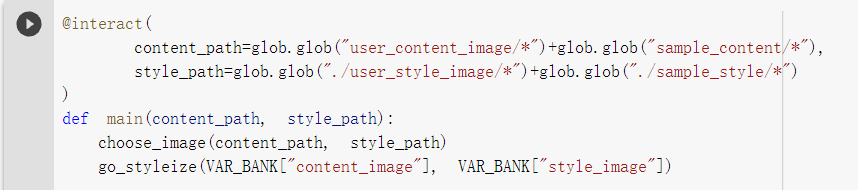 @interact(
        content_path=glob.glob("user_content_image/*")+glob.glob("sample_content/*"),
        style_path=glob.glob("./user_style_image/*")+glob.glob("./sample_style/*")
)
def  main(content_path,  style_path):
    choose_image(content_path,  style_path)
    go_styleize(VAR_BANK["content_image"],  VAR_BANK["style_image"])